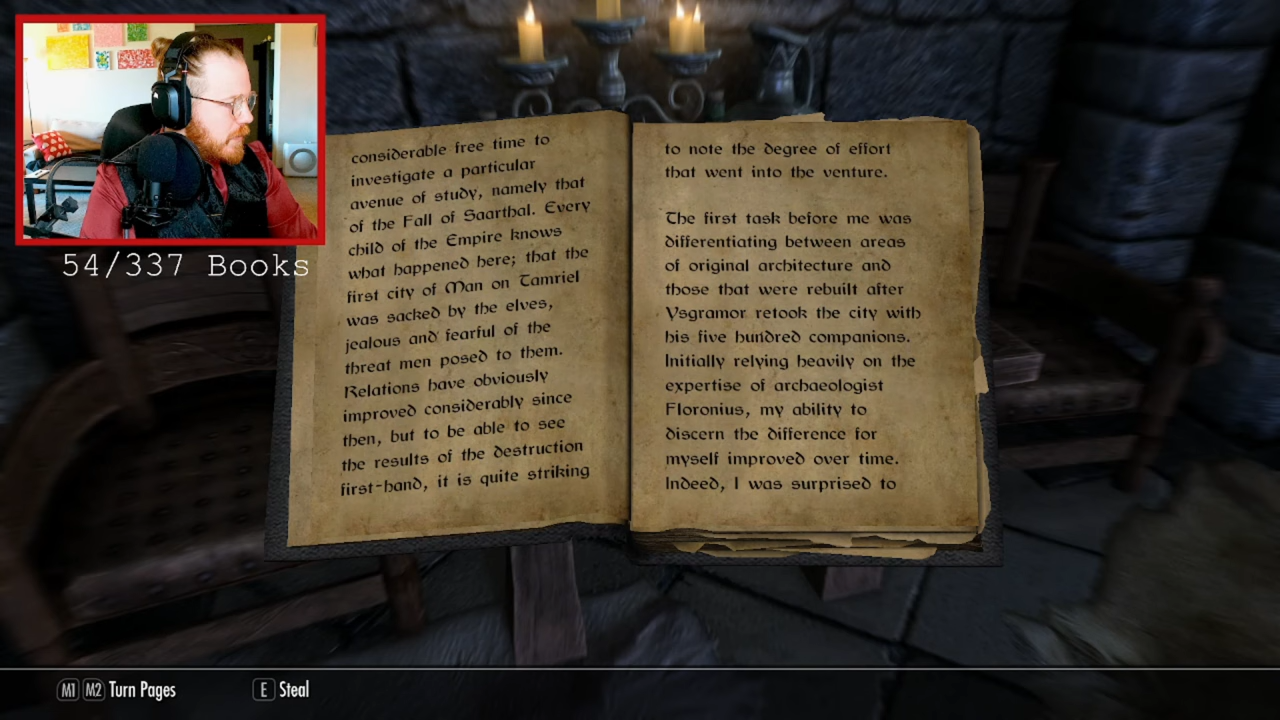 54/337 Books
considerable free time to
investigate a particular
avenue of study, namely that
of the Fall of Saarthal. Every
child of the Empire knows
what happened here; that the
first city of Man on Tamriel
was sacked by the elves,
jealous and fearful of the
threat men posed to them.
Relations have obviously
improved considerably since
then, but to be able to see
the results of the destruction
first-hand, it is quite striking
to note the degree of effort
that went into the venture.
The first task before me was
differentiating between areas
of original architecture and
those that were rebuilt after
Ysgramor retook the city with
his five hundred companions.
Initially relying heavily on the
expertise of archaeologist
Floronius, my ability to
discern the difference for
myself improved over time.
Indeed, I was surprised to
M1 M2 Turn Pages E Steal